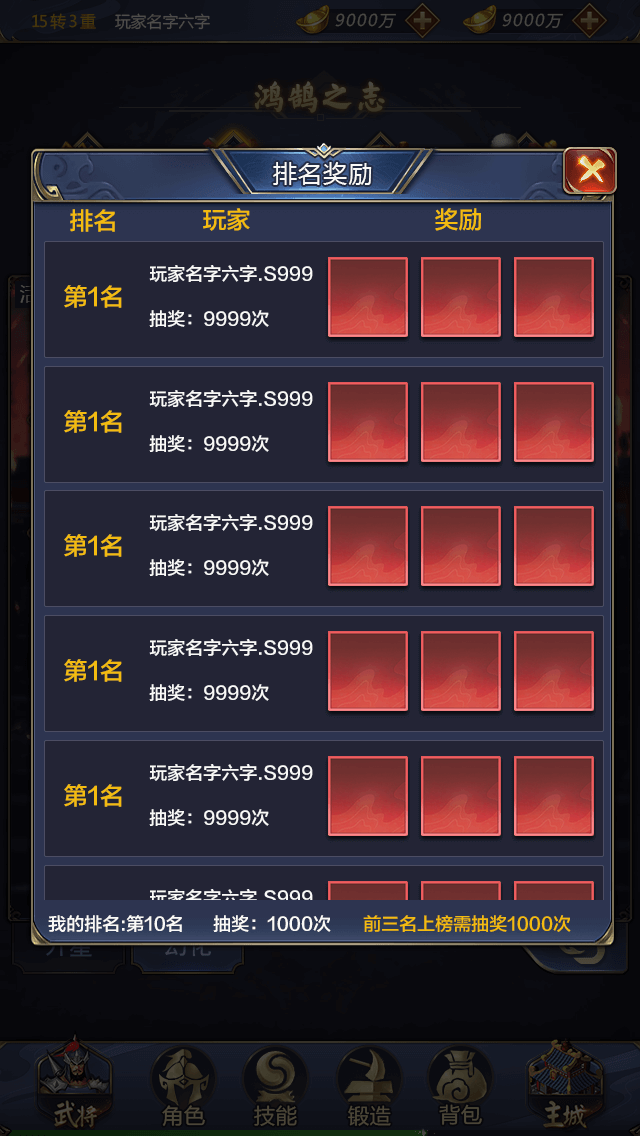 15转3重 玩家名字六字 9000万 9000万
鸿鹄之志
排名奖励
排名 玩家 奖励
第1名 玩家名字六字.S999
抽奖：9999次
第1名 玩家名字六字.S999
抽奖：9999次
第1名 玩家名字六字.S999
抽奖：9999次
第1名 玩家名字六字.S999
抽奖：9999次
第1名 玩家名字六字.S999
抽奖：9999次
玩家名字六字.S999
我的排名:第10名 抽奖：1000次 前三名上榜需抽奖1000次
武将 角色 技能 锻造 背包 主城